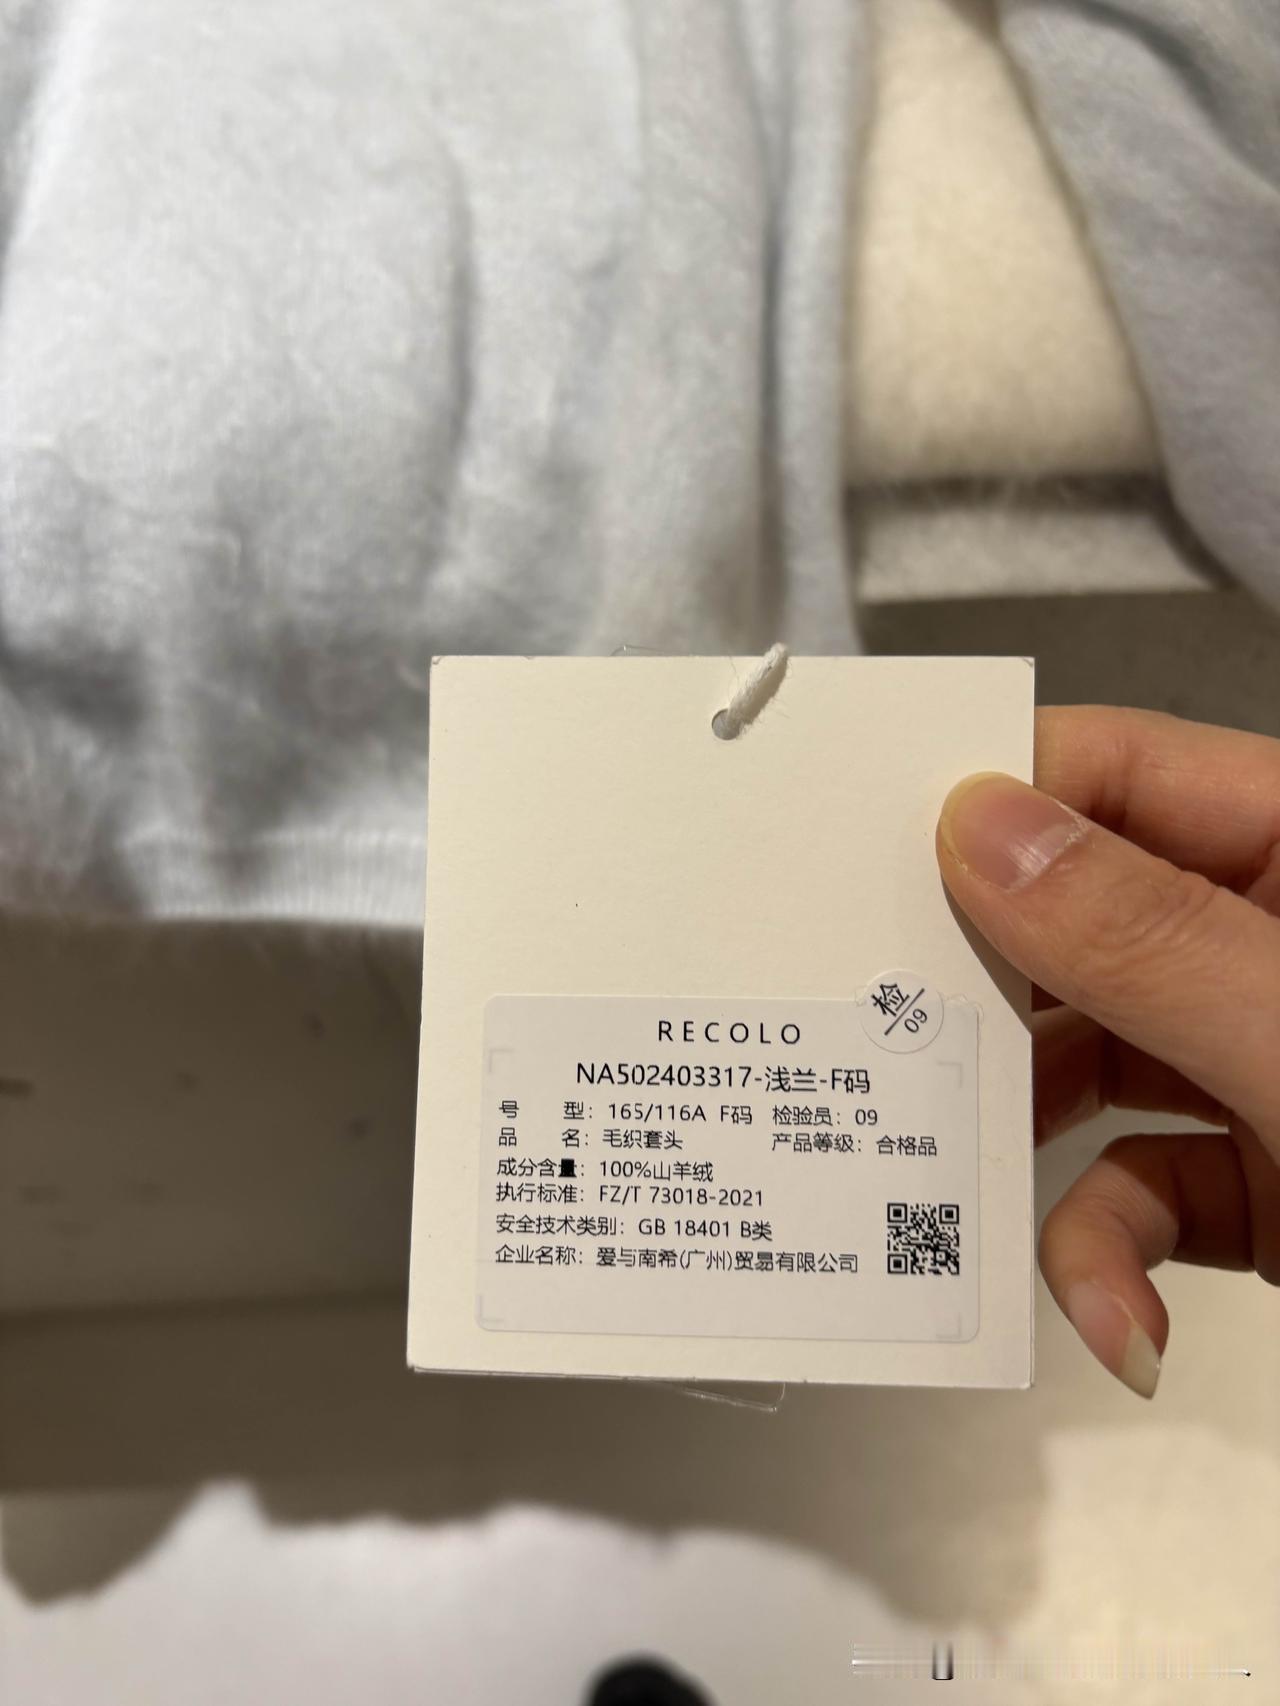 检
09
RECOLO
NA502403317-浅兰-F码
号 型：165/116A F码 检验员：09
品 名：毛织套头 产品等级：合格品
成分含量：100%山羊绒
执行标准：FZ/T 73018-2021
安全技术类别：GB 18401 B类
企业名称：爱与南希(广州)贸易有限公司